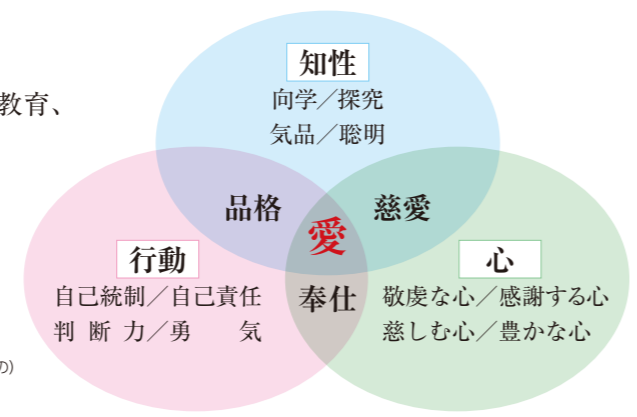 知性
向学／探究
気品／聡明
教育、
品格
慈愛
愛
行動
自己統制／自己責任
判断力／勇気
奉仕
心
敬虔な心／感謝する心
慈しむ心／豊かな心
の)